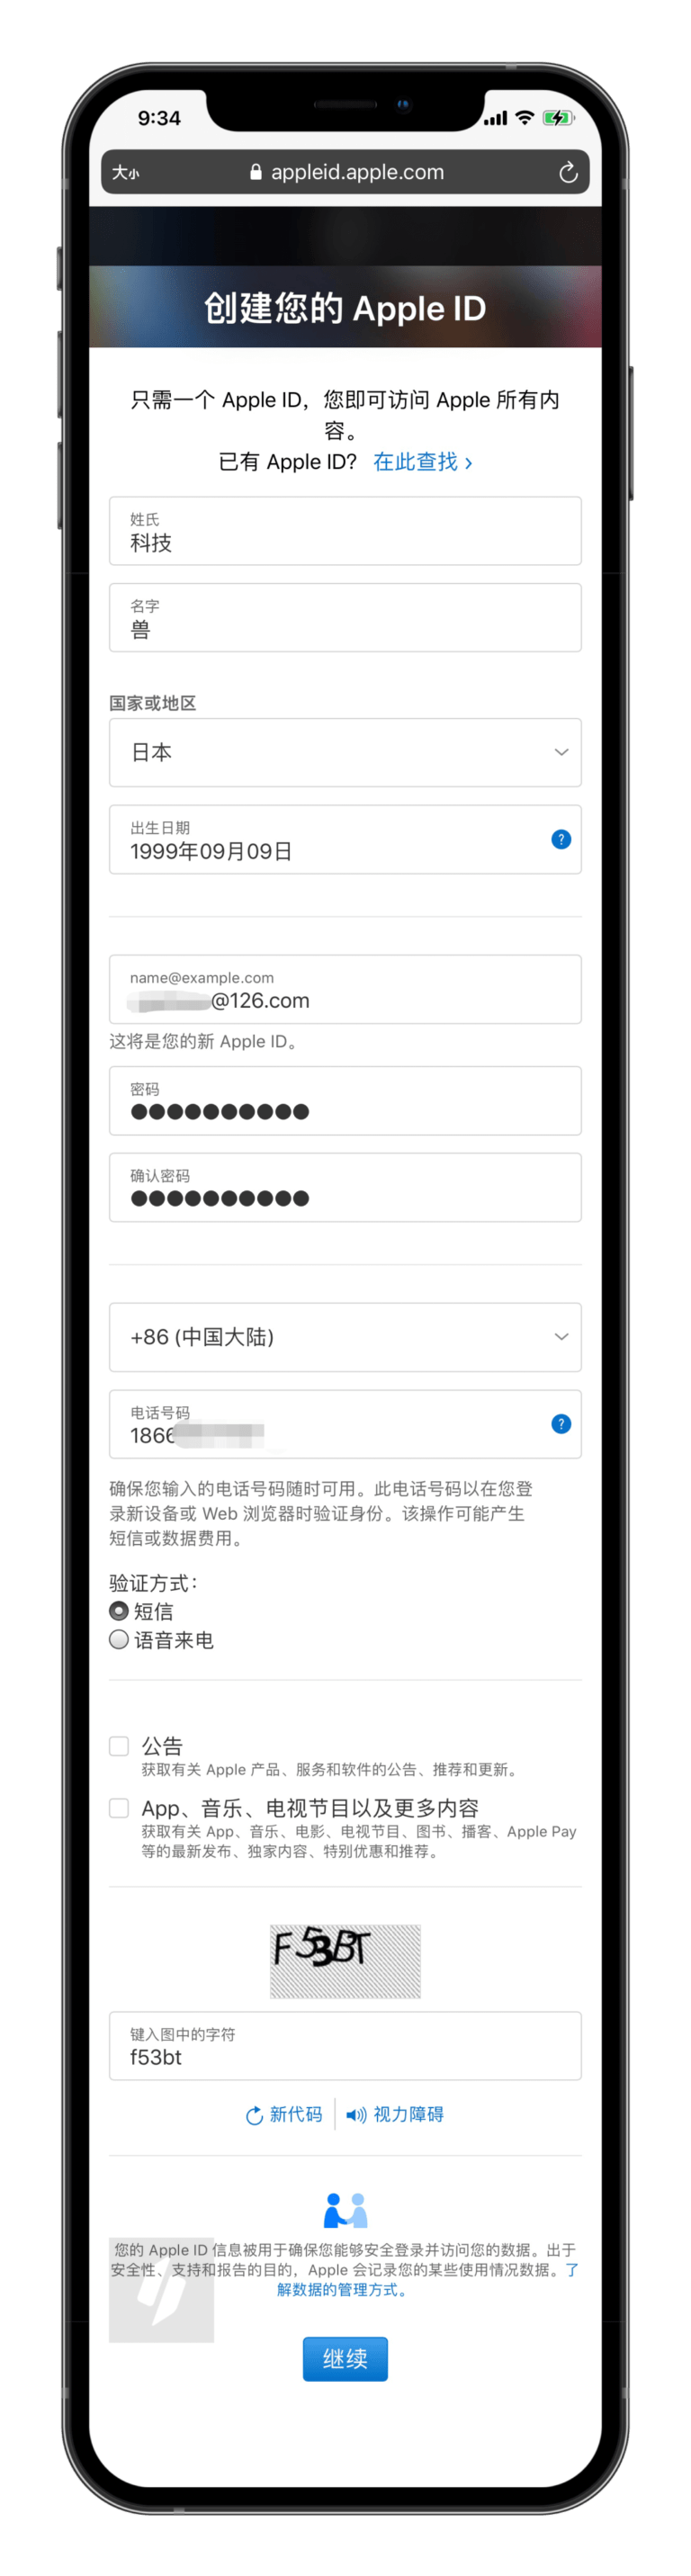 9:34
大小
appleid.apple.com
创建您的 Apple ID
只需一个 Apple ID，您即可访问 Apple 所有内
容。
已有 Apple ID? 在此查找 ›
姓氏
科技
名字
兽
国家或地区
日本
出生日期
1999年09月09日
?
name@example.com
@126.com
这将是您的新 Apple ID。
密码
●●●●●●●●●●
确认密码
●●●●●●●●●●
+86 (中国大陆)
电话号码
1866
?
确保您输入的电话号码随时可用。此电话号码以在您登
录新设备或 Web 浏览器时验证身份。该操作可能产生
短信或数据费用。
验证方式：
短信
语音来电
公告
获取有关 Apple 产品、服务和软件的公告、推荐和更新。
App、音乐、电视节目以及更多内容
获取有关 App、音乐、电影、电视节目、图书、播客、Apple Pay
等的最新发布、独家内容、特别优惠和推荐。
F53BT
键入图中的字符
f53bt
新代码
视力障碍
您的 Apple ID 信息被用于确保您能够安全登录并访问您的数据。出于
安全性、支持和报告的目的，Apple 会记录您的某些使用情况数据。了
解数据的管理方式。
继续